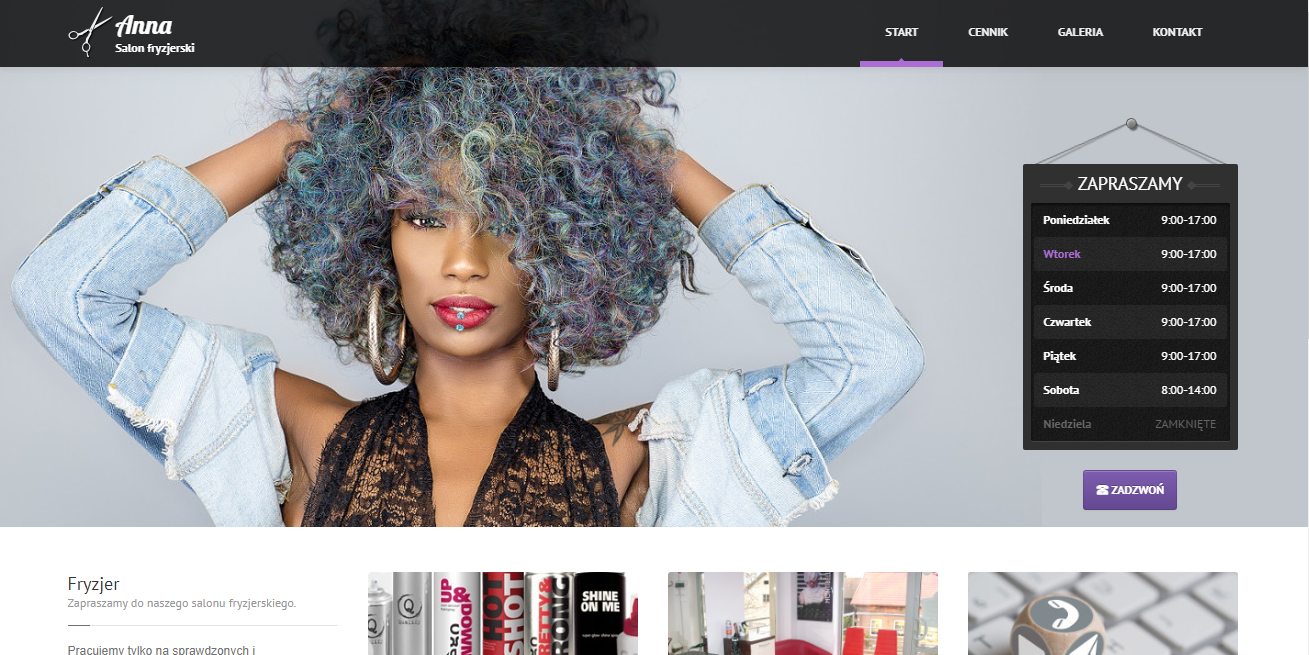 Anna
Salon fryzjerski
START
CENNIK
GALERIA
KONTAKT
ZAPRASZAMY
Poniedziałek 9:00-17:00
Wtorek 9:00-17:00
Środa 9:00-17:00
Czwartek 9:00-17:00
Piątek 9:00-17:00
Sobota 8:00-14:00
Niedziela ZAMKNIĘTE
ZADZWOŃ
Fryzjer
Zapraszamy do naszego salonu fryzjerskiego.
Pracujemy tylko na sprawdzonych i
UP
&DOWN
HOT
SHOT
SHINE
ON ME